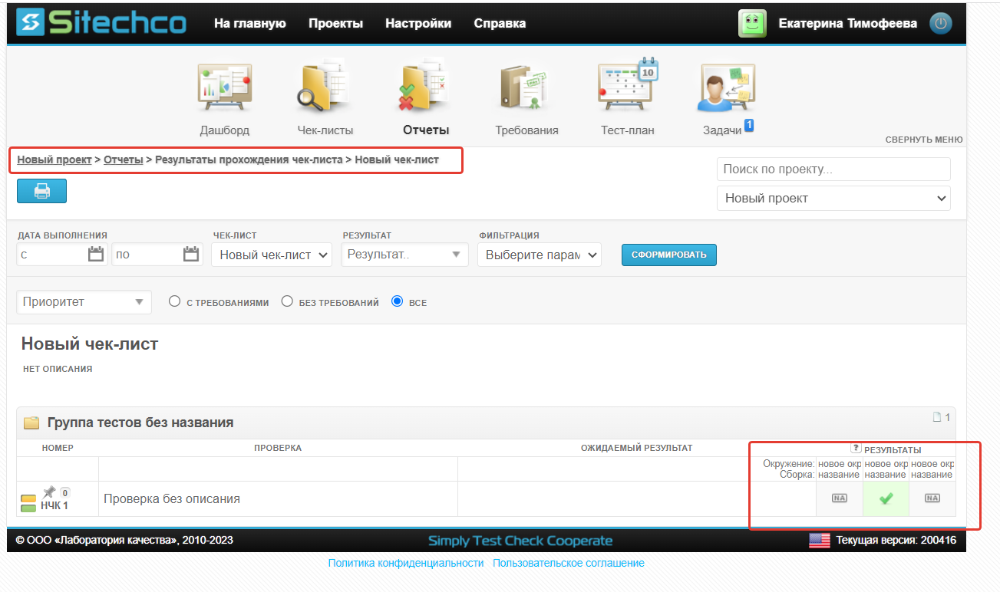 Sitechco На главную Проекты Настройки Справка Екатерина Тимофеева
10
Дашборд Чек-листы Отчеты Требования Тест-план Задачи 1
СВЕРНУТЬ МЕНЮ
Новый проект > Отчеты > Результаты прохождения чек-листа > Новый чек-лист
Поиск по проекту...
Новый проект
ДАТА ВЫПОЛНЕНИЯ ЧЕК-ЛИСТ РЕЗУЛЬТАТ ФИЛЬТРАЦИЯ
с по Новый чек-лист Результат.. Выберите парам СФОРМИРОВАТЬ
Приоритет С ТРЕБОВАНИЯМИ БЕЗ ТРЕБОВАНИЙ ВСЕ
Новый чек-лист
НЕТ ОПИСАНИЯ
Группа тестов без названия 1
НОМЕР ПРОВЕРКА ОЖИДАЕМЫЙ РЕЗУЛЬТАТ ? РЕЗУЛЬТАТЫ
Окружение: новое окр новое окр новое окр
Сборка: название название название
0
НЧК 1 Проверка без описания NA NA
© ООО «Лаборатория качества», 2010-2023 Simply Test Check Cooperate Текущая версия: 200416
Политика конфиденциальности Пользовательское соглашение